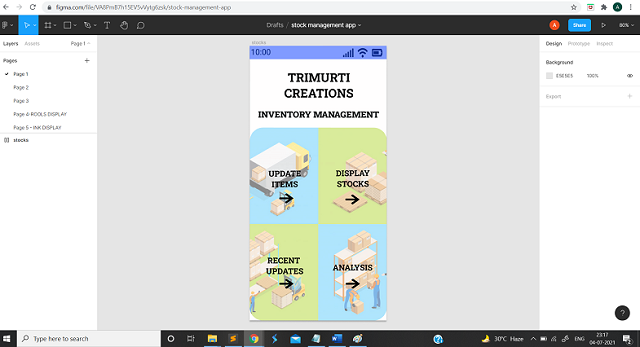 figma.com/file/VA8PmB7h15EV5vVytg6zsk/stock-management-app
A
Drafts / stock management app
A
Share
60%
Layers
Assets
Page 1
Design
Prototype
Inspect
Pages
Page 1
Page 2
Page 3
Page 4-ROOLS DISPLAY
Page 5 - INK DISPLAY
stocks
Background
E5E5E5
100%
Export
stocks
10:00
TRIMURTI
CREATIONS
INVENTORY MANAGEMENT
UPDATE
ITEMS
DISPLAY
STOCKS
RECENT
UPDATES
ANALYSIS
?
Type here to search
30°C Haze
ENG
23:17
04-07-2021